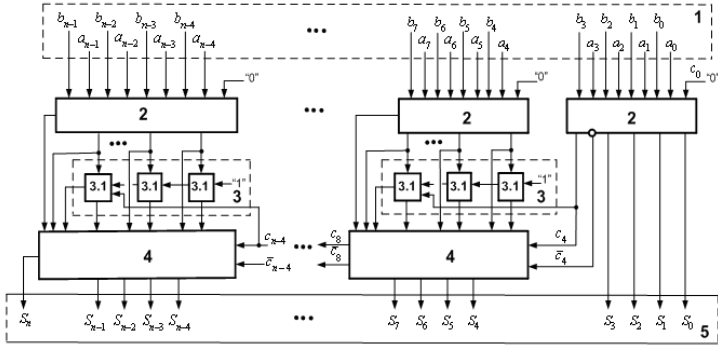 1
b_{n-1} b_{n-2} b_{n-3} b_{n-4} ••• b_7 b_6 b_5 b_4 b_3 b_2 b_1 b_0
a_{n-1} a_{n-2} a_{n-3} a_{n-4} a_7 a_6 a_5 a_4 a_3 a_2 a_1 a_0
"0" "0" c_0 "0"
2 ••• 2 2
••• •••
3.1 3.1 3.1 "1" 3.1 3.1 3.1 "1"
3 3
4 c_{n-4} ••• c_8 4 c_4
c̅_{n-4} c̅_8 c̅_4
S_n S_{n-1} S_{n-2} S_{n-3} S_{n-4} ••• S_7 S_6 S_5 S_4 S_3 S_2 S_1 S_0
5